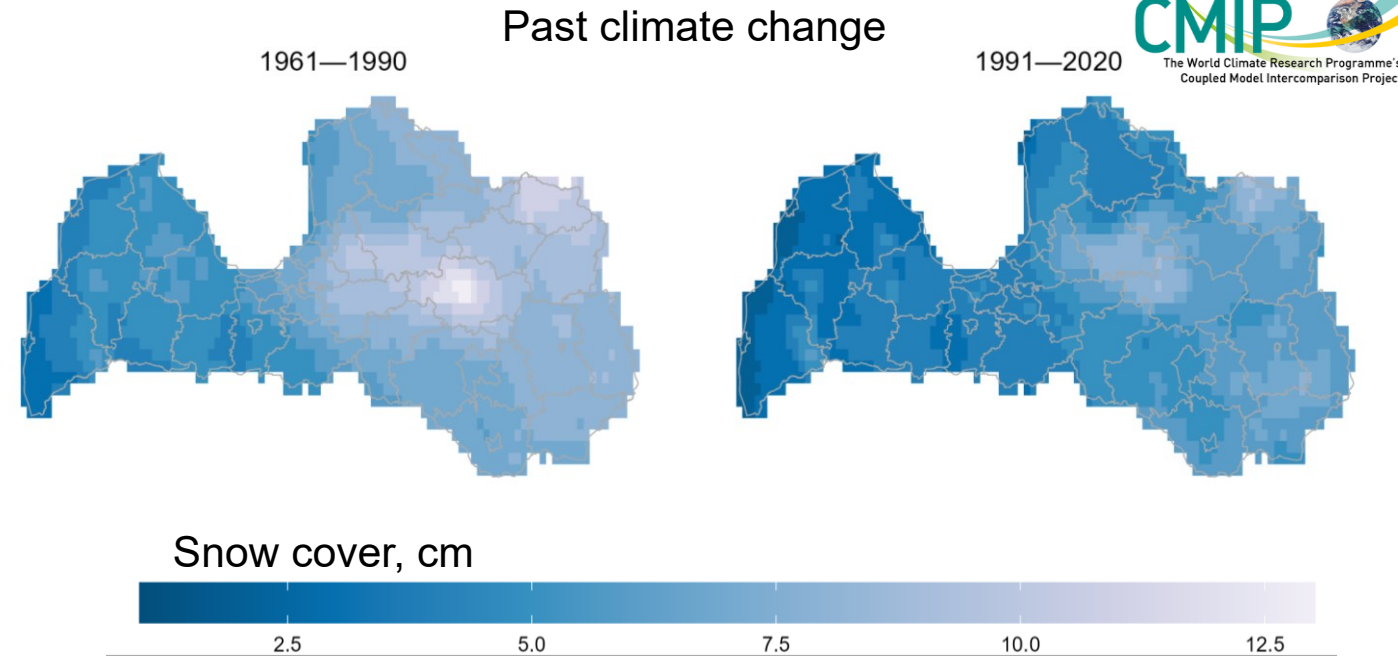 Past climate change
1961—1990
1991—2020
CMIP
The World Climate Research Programme's
Coupled Model Intercomparison Projec
Snow cover, cm
2.5 5.0 7.5 10.0 12.5